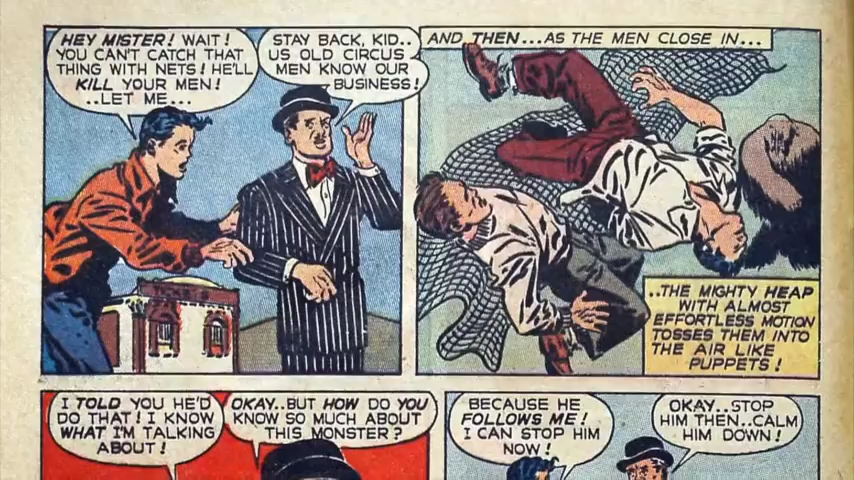 HEY MISTER! WAIT!
YOU CAN'T CATCH THAT
THING WITH NETS! HE'LL
KILL YOUR MEN!
..LET ME...
STAY BACK, KID..
US OLD CIRCUS
MEN KNOW OUR
BUSINESS!
AND THEN...AS THE MEN CLOSE IN...
..THE MIGHTY HEAP
WITH ALMOST
EFFORTLESS MOTION
TOSSES THEM INTO
THE AIR LIKE
PUPPETS!
I TOLD YOU HE'D
DO THAT! I KNOW
WHAT I'M TALKING
ABOUT!
OKAY..BUT HOW DO YOU
KNOW SO MUCH ABOUT
THIS MONSTER?
BECAUSE HE
FOLLOWS ME!
I CAN STOP HIM
NOW!
OKAY..STOP
HIM THEN..CALM
HIM DOWN!